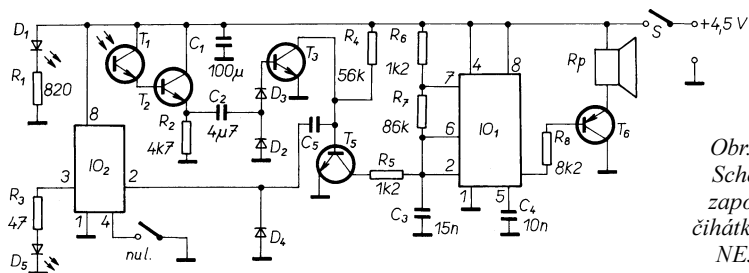 D1
R1
820
T1
T2
C1
100μ
R2
4k7
C2
4μ7
D3
D2
T3
R4
56k
C5
T5
R5
1k2
R6
1k2
R7
86k
C3
15n
7
6
2
4
8
IO1
1
5
C4
10n
R8
8k2
Rp
T6
S
+4,5 V
8
IO2
3
2
1
4
R3
47
D5
nul.
D4
Obr.
Sche
zapo
čihátk
NE.